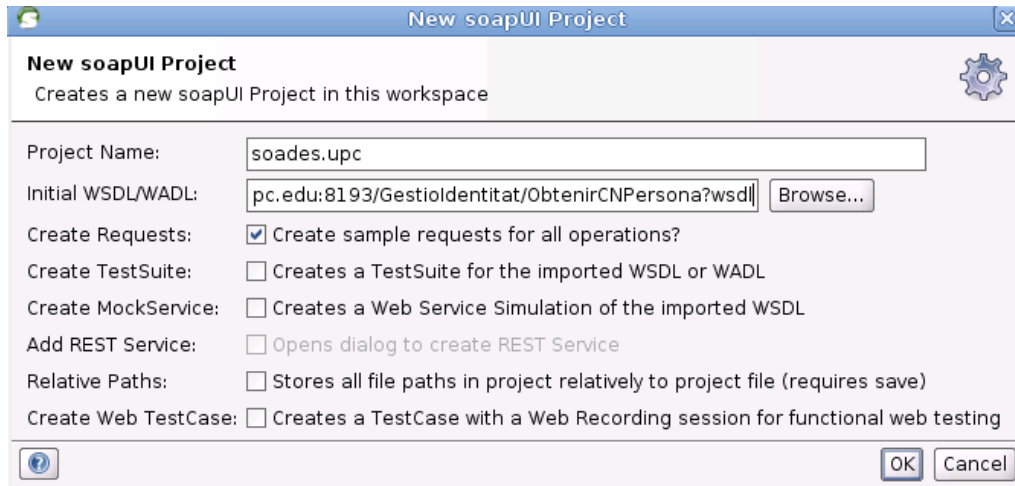 New soapUI Project
New soapUI Project
Creates a new soapUI Project in this workspace
Project Name: soades.upc
Initial WSDL/WADL: pc.edu:8193/GestioIdentitat/ObtenirCNPersona?wsdl Browse...
Create Requests: Create sample requests for all operations?
Create TestSuite: Creates a TestSuite for the imported WSDL or WADL
Create MockService: Creates a Web Service Simulation of the imported WSDL
Add REST Service: Opens dialog to create REST Service
Relative Paths: Stores all file paths in project relatively to project file (requires save)
Create Web TestCase: Creates a TestCase with a Web Recording session for functional web testing
? OK Cancel